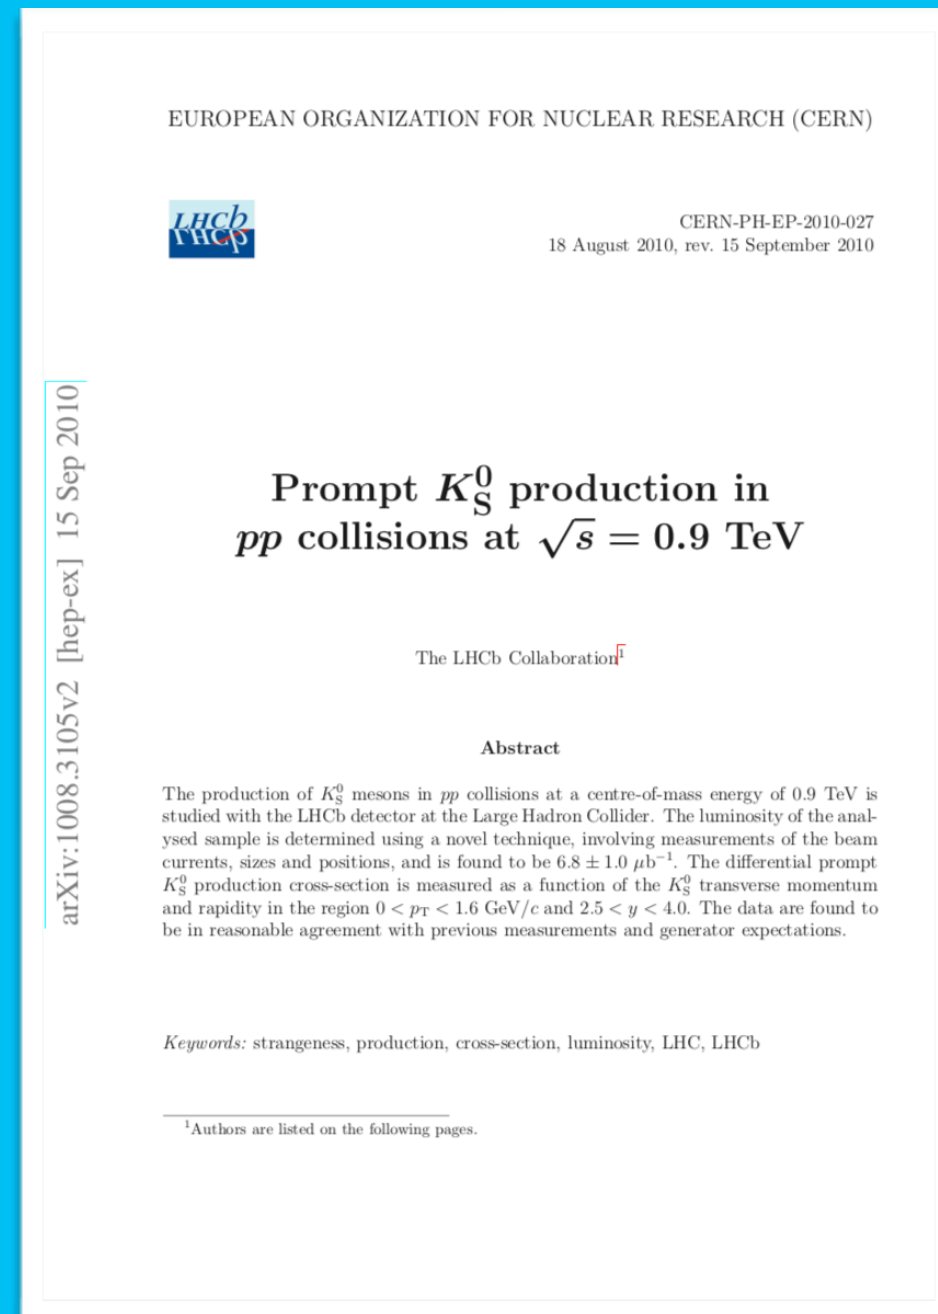 EUROPEAN ORGANIZATION FOR NUCLEAR RESEARCH (CERN)
LHCb
CERN-PH-EP-2010-027
18 August 2010, rev. 15 September 2010
arXiv:1008.3105v2 [hep-ex] 15 Sep 2010
Prompt K⁰_S production in
pp collisions at √s = 0.9 TeV
The LHCb Collaboration¹
Abstract
The production of K⁰_S mesons in pp collisions at a centre-of-mass energy of 0.9 TeV is
studied with the LHCb detector at the Large Hadron Collider. The luminosity of the anal-
ysed sample is determined using a novel technique, involving measurements of the beam
currents, sizes and positions, and is found to be 6.8 ± 1.0 μb⁻¹. The differential prompt
K⁰_S production cross-section is measured as a function of the K⁰_S transverse momentum
and rapidity in the region 0 < p_T < 1.6 GeV/c and 2.5 < y < 4.0. The data are found to
be in reasonable agreement with previous measurements and generator expectations.
Keywords: strangeness, production, cross-section, luminosity, LHC, LHCb
¹Authors are listed on the following pages.